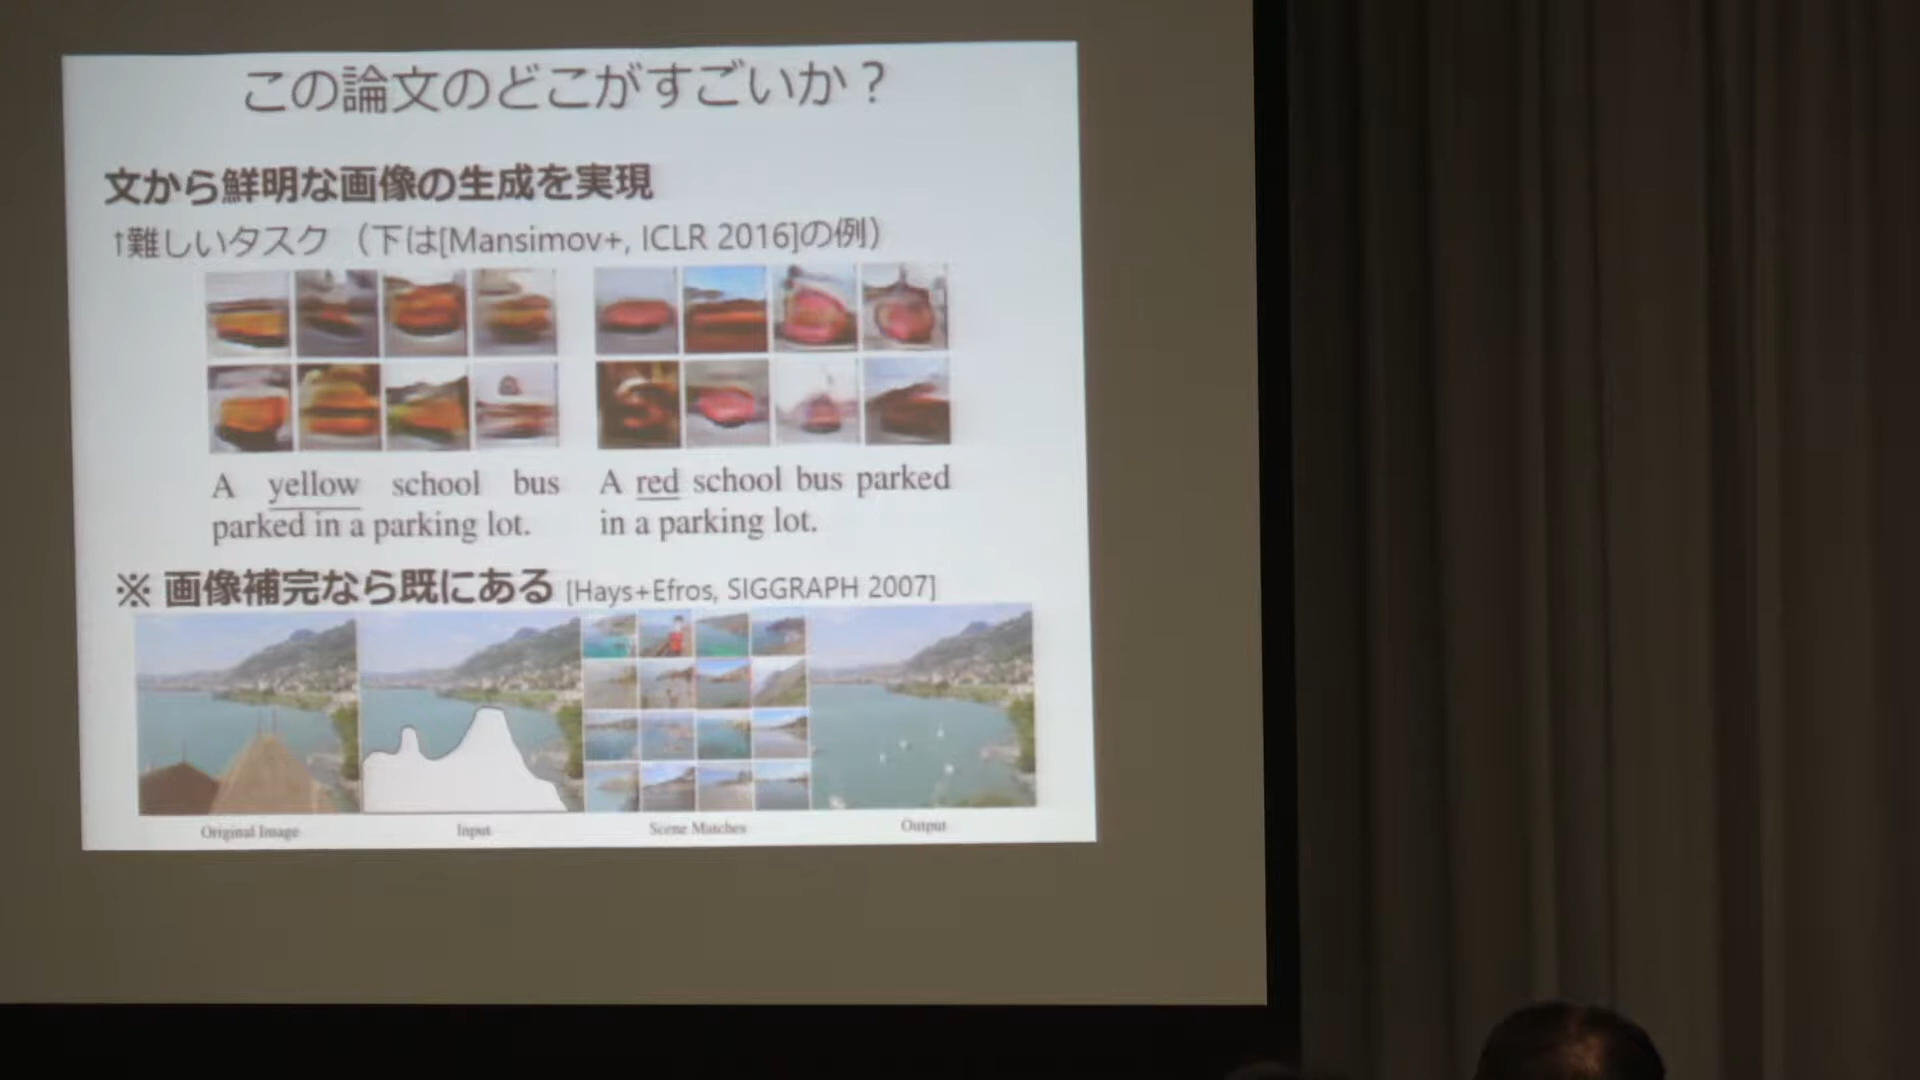 この論文のどこがすごいか？
文から鮮明な画像の生成を実現
↑難しいタスク（下は[Mansimov+, ICLR 2016]の例）
A yellow school bus
parked in a parking lot.
A red school bus parked
in a parking lot.
※ 画像補完なら既にある [Hays+Efros, SIGGRAPH 2007]
Original Image
Input
Scene Matches
Output